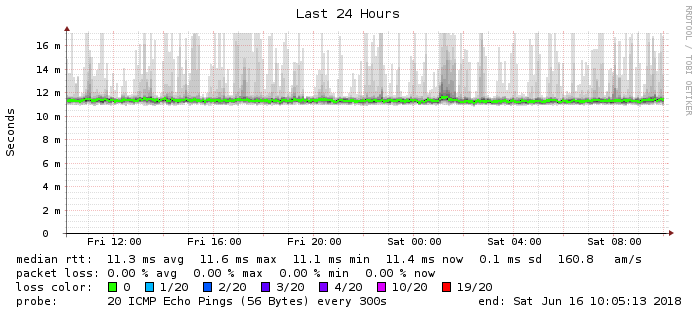 Last 24 Hours
RRDTOOL / TOBI OETIKER
Seconds
16 m
14 m
12 m
10 m
8 m
6 m
4 m
2 m
0
Fri 12:00 Fri 16:00 Fri 20:00 Sat 00:00 Sat 04:00 Sat 08:00
median rtt: 11.3 ms avg 11.6 ms max 11.1 ms min 11.4 ms now 0.1 ms sd 160.8 am/s
packet loss: 0.00 % avg 0.00 % max 0.00 % min 0.00 % now
loss color: 0 1/20 2/20 3/20 4/20 10/20 19/20
probe: 20 ICMP Echo Pings (56 Bytes) every 300s end: Sat Jun 16 10:05:13 2018